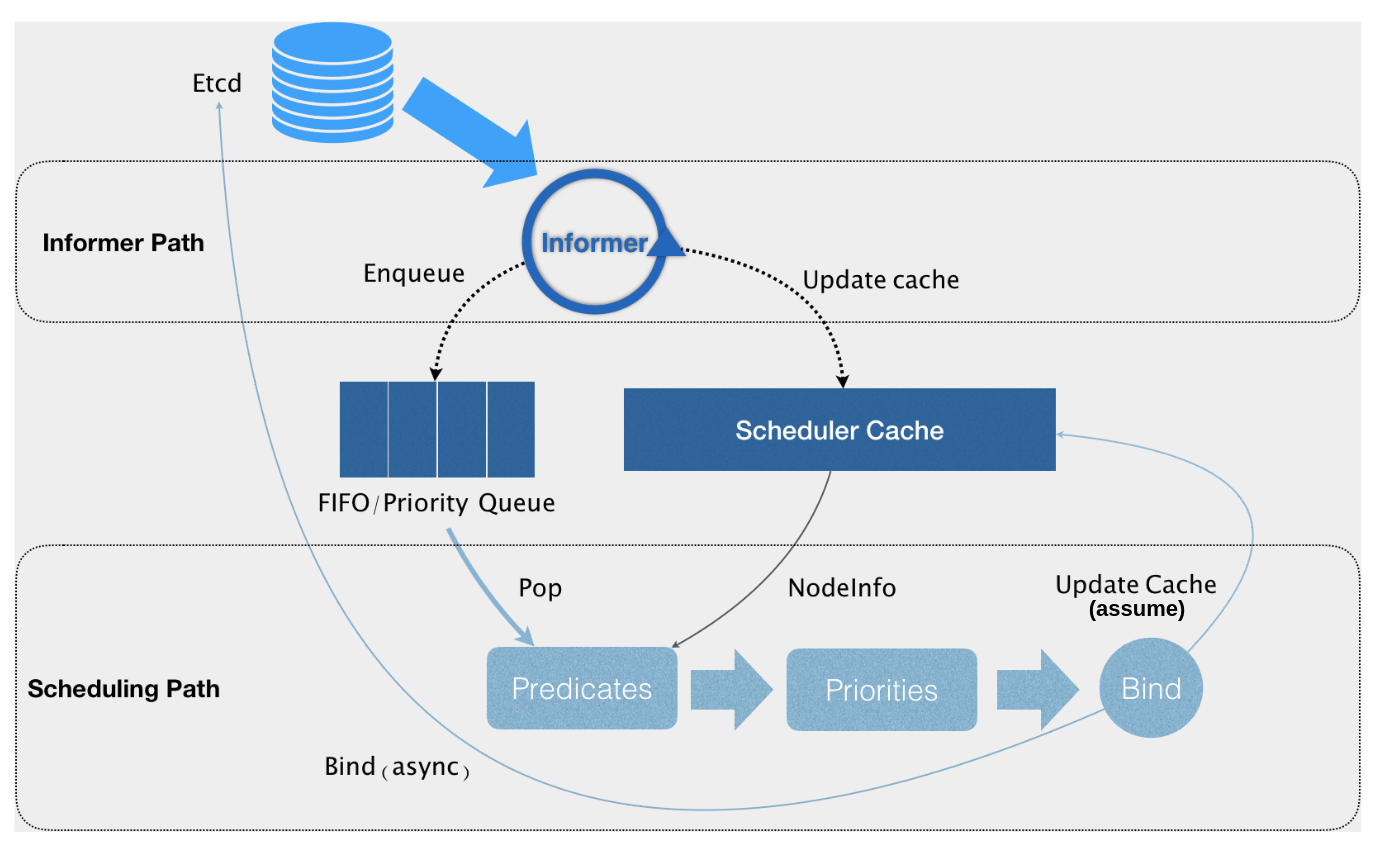 Etcd
Informer Path
Informer
Enqueue
Update cache
Scheduler Cache
FIFO/Priority Queue
Pop
NodeInfo
Update Cache
(assume)
Scheduling Path
Predicates
Priorities
Bind
Bind (async)